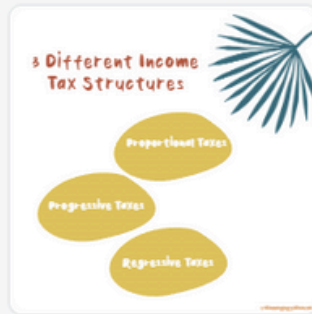 3 Different Income
Tax Structures
Proportional Taxes
Progressive Taxes
Regressive Taxes